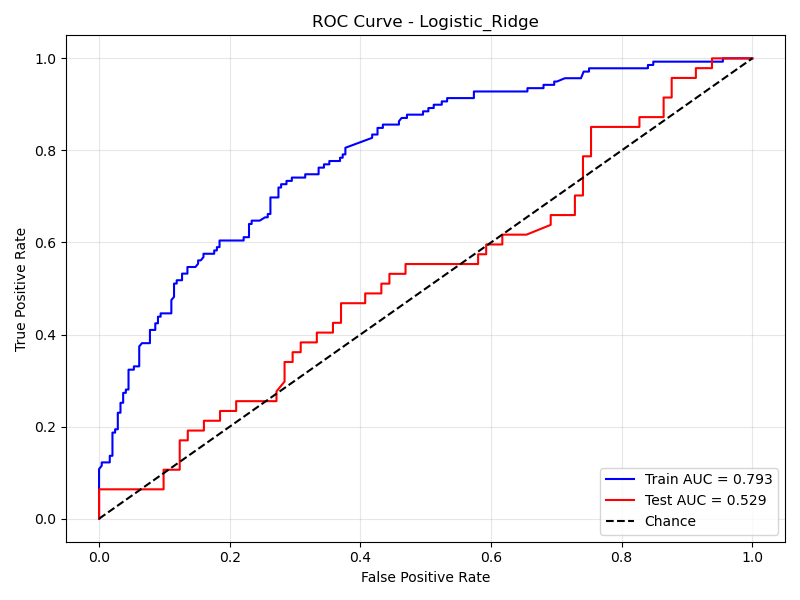 ROC Curve - Logistic_Ridge
True Positive Rate
1.0
0.8
0.6
0.4
0.2
0.0
Train AUC = 0.793
Test AUC = 0.529
Chance
0.0 0.2 0.4 0.6 0.8 1.0
False Positive Rate